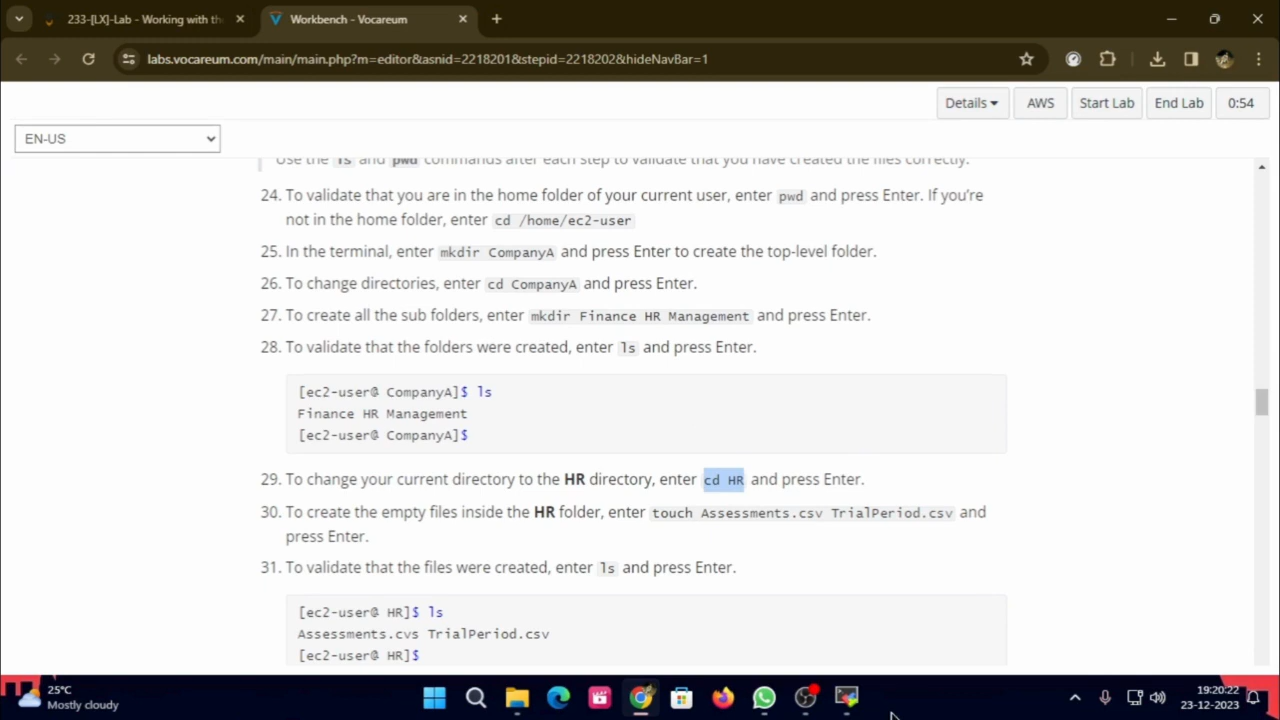 233-[LX]-Lab - Working with the
Workbench - Vocareum
labs.vocareum.com/main/main.php?m=editor&asnid=2218201&stepid=2218202&hideNavBar=1
Details AWS Start Lab End Lab 0:54
EN-US
Use the ls and pwd commands after each step to validate that you have created the files correctly.
24. To validate that you are in the home folder of your current user, enter pwd and press Enter. If you're
not in the home folder, enter cd /home/ec2-user
25. In the terminal, enter mkdir CompanyA and press Enter to create the top-level folder.
26. To change directories, enter cd CompanyA and press Enter.
27. To create all the sub folders, enter mkdir Finance HR Management and press Enter.
28. To validate that the folders were created, enter ls and press Enter.
[ec2-user@ CompanyA]$ ls
Finance HR Management
[ec2-user@ CompanyA]$
29. To change your current directory to the HR directory, enter cd HR and press Enter.
30. To create the empty files inside the HR folder, enter touch Assessments.csv TrialPeriod.csv and
press Enter.
31. To validate that the files were created, enter ls and press Enter.
[ec2-user@ HR]$ ls
Assessments.cvs TrialPeriod.csv
[ec2-user@ HR]$
25°C
Mostly cloudy
19:20:22
23-12-2023